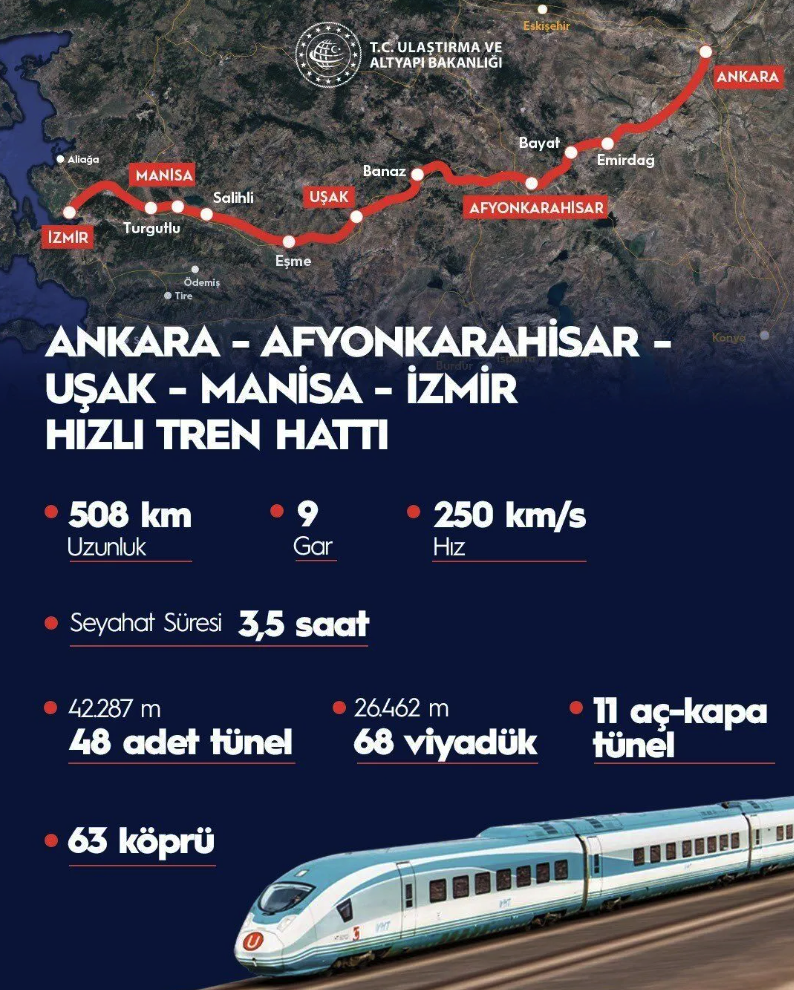 Eskişehir
T.C. ULAŞTIRMA VE
ALTYAPI BAKANLIĞI
ANKARA
Bayat
Emirdağ
Aliağa
Banaz
MANİSA
Salihli
UŞAK
AFYONKARAHİSAR
İZMİR
Turgutlu
Eşme
Ödemiş
Tire
Konya
Burdur
ANKARA - AFYONKARAHİSAR -
UŞAK - MANİSA - İZMİR
HIZLI TREN HATTI
508 km
Uzunluk
9
Gar
250 km/s
Hız
Seyahat Süresi 3,5 saat
42.287 m
48 adet tünel
26.462 m
68 viyadük
11 aç-kapa
tünel
63 köprü
U